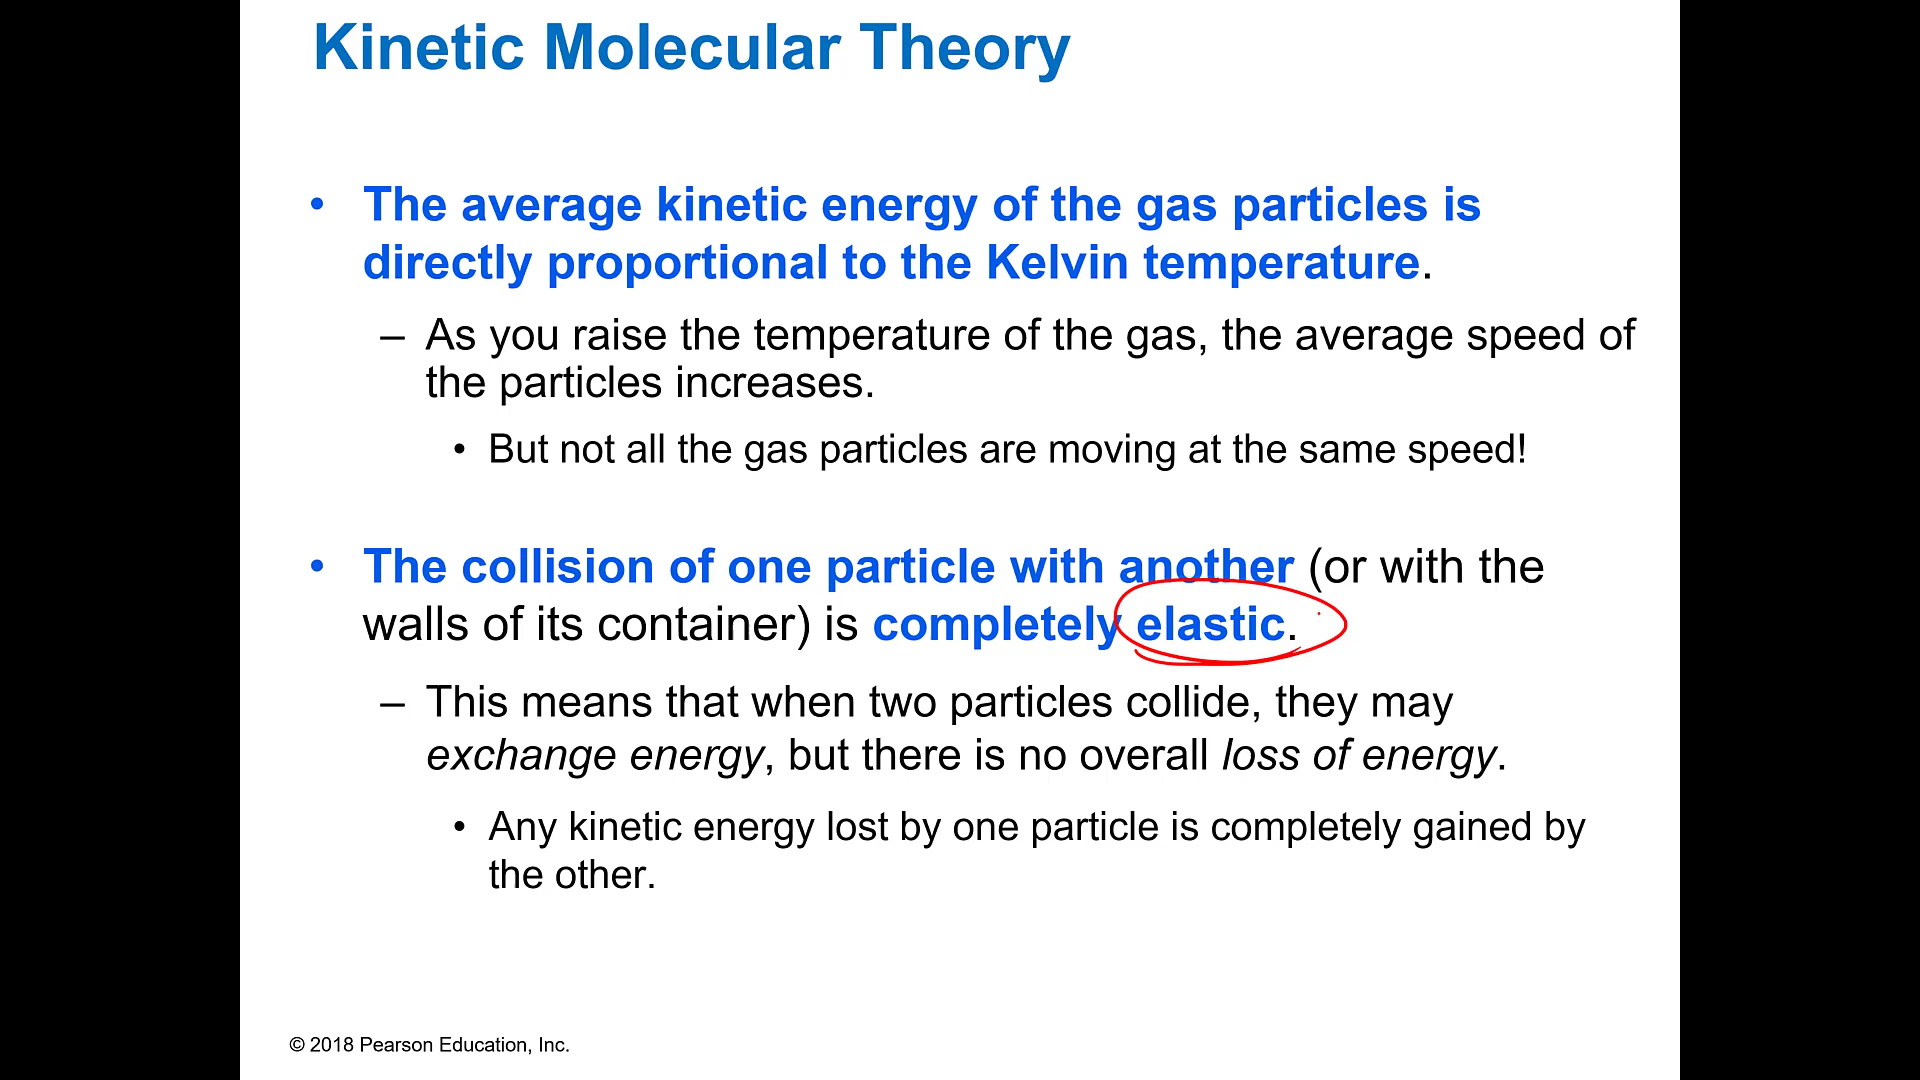 Kinetic Molecular Theory
• The average kinetic energy of the gas particles is
directly proportional to the Kelvin temperature.
– As you raise the temperature of the gas, the average speed of
the particles increases.
• But not all the gas particles are moving at the same speed!
• The collision of one particle with another (or with the
walls of its container) is completely elastic.
– This means that when two particles collide, they may
exchange energy, but there is no overall loss of energy.
• Any kinetic energy lost by one particle is completely gained by
the other.
© 2018 Pearson Education, Inc.